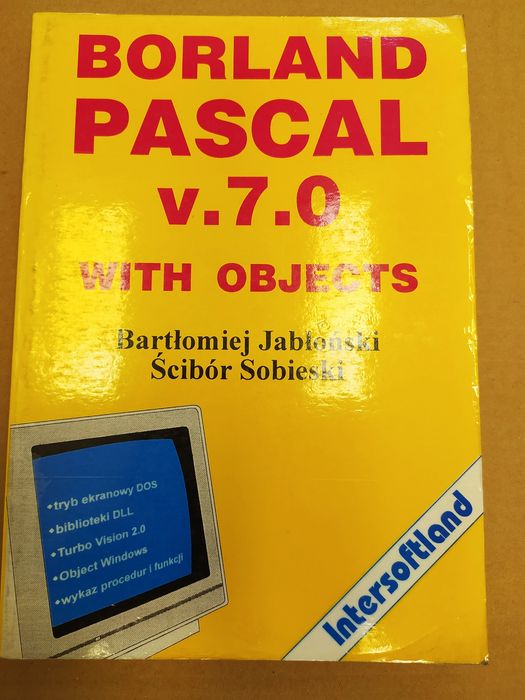 BORLAND
PASCAL
v.7.0
WITH OBJECTS
Bartłomiej Jabłoński
Ścibór Sobieski
•tryb ekranowy DOS
•biblioteki DLL
•Turbo Vision 2.0
•Object Windows
•wykaz procedur i funkcji
Intersoftland